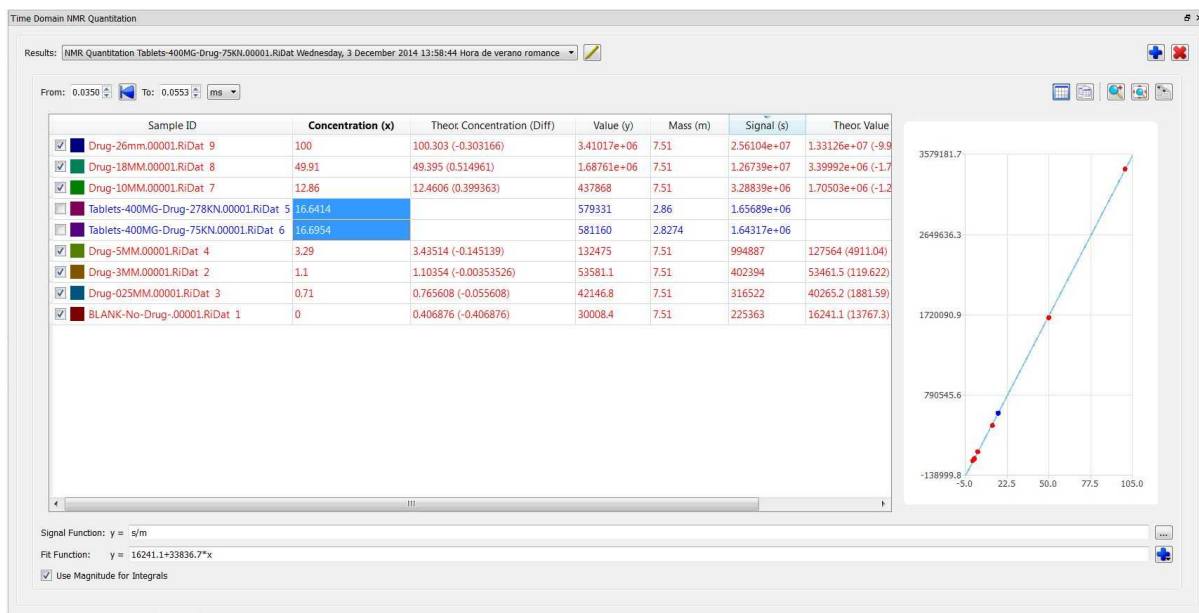 Time Domain NMR Quantitation
Results: NMR Quantitation Tablets-400MG-Drug-75KN.00001.RiDat Wednesday, 3 December 2014 13:58:44 Hora de verano romance
From: 0.0350 To: 0.0553 ms
Sample ID Concentration (x) Theor. Concentration (Diff) Value (y) Mass (m) Signal (s) Theor. Value
Drug-26mm.00001.RiDat 9 100 100.303 (-0.303166) 3.41017e+06 7.51 2.56104e+07 1.33126e+07 (-9.9
Drug-18MM.00001.RiDat 8 49.91 49.395 (0.514961) 1.68761e+06 7.51 1.26739e+07 3.39992e+06 (-1.7
Drug-10MM.00001.RiDat 7 12.86 12.4606 (0.399363) 437868 7.51 3.28839e+06 1.70503e+06 (-1.2
Tablets-400MG-Drug-278KN.00001.RiDat 5 16.6414 579331 2.86 1.65689e+06
Tablets-400MG-Drug-75KN.00001.RiDat 6 16.6954 581160 2.8274 1.64317e+06
Drug-5MM.00001.RiDat 4 3.29 3.43514 (-0.145139) 132475 7.51 994887 127564 (4911.04)
Drug-3MM.00001.RiDat 2 1.1 1.10354 (-0.00353526) 53581.1 7.51 402394 53461.5 (119.622)
Drug-025MM.00001.RiDat 3 0.71 0.765608 (-0.055608) 42146.8 7.51 316522 40265.2 (1881.59)
BLANK-No-Drug-.00001.RiDat 1 0 0.406876 (-0.406876) 30008.4 7.51 225363 16241.1 (13767.3)
3579181.7
2649636.3
1720090.9
790545.6
-138999.8
-5.0 22.5 50.0 77.5 105.0
Signal Function: y = s/m
...
Fit Function: y = 16241.1+33836.7*x
Use Magnitude for Integrals